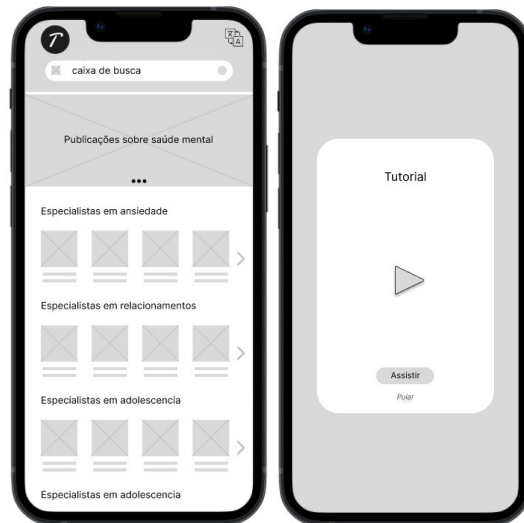 T
caixa de busca
Publicações sobre saúde mental
Especialistas em ansiedade
Especialistas em relacionamentos
Especialistas em adolescencia
Especialistas em adolescencia
Tutorial
Assistir
Pular